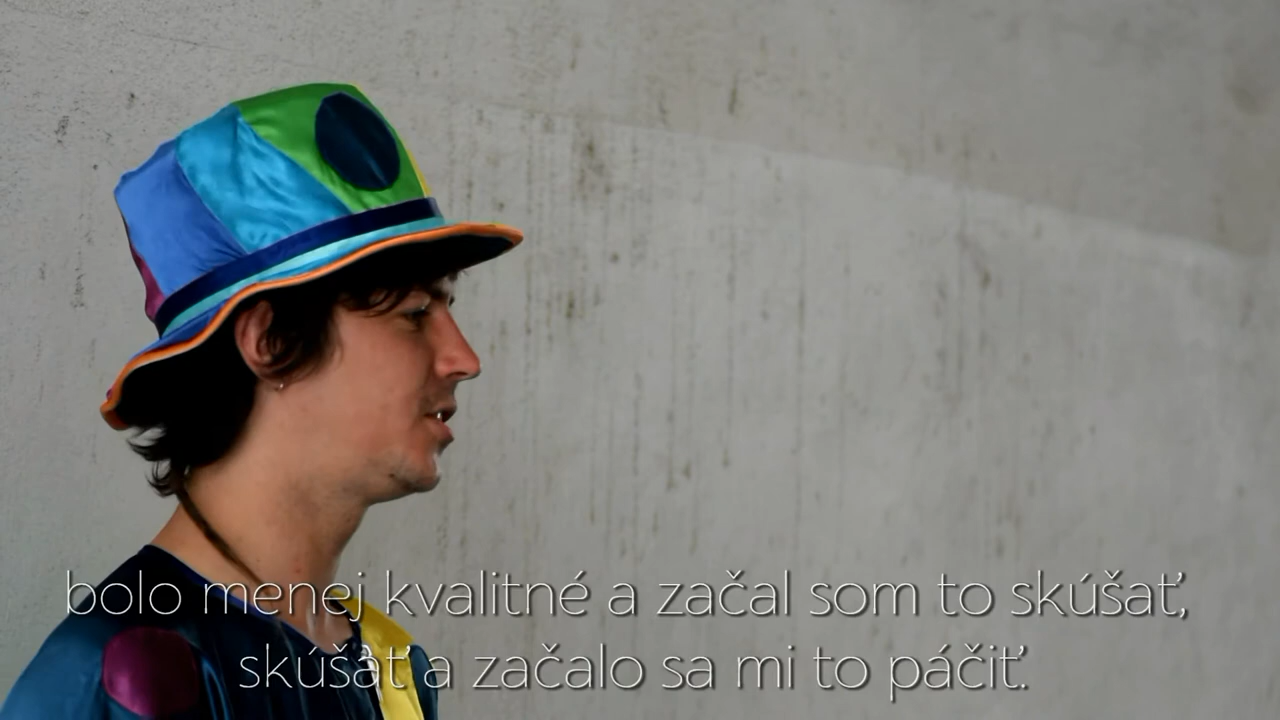 bolo menej kvalitné a začal som to skúšať,
skúšať a začalo sa mi to páčiť.